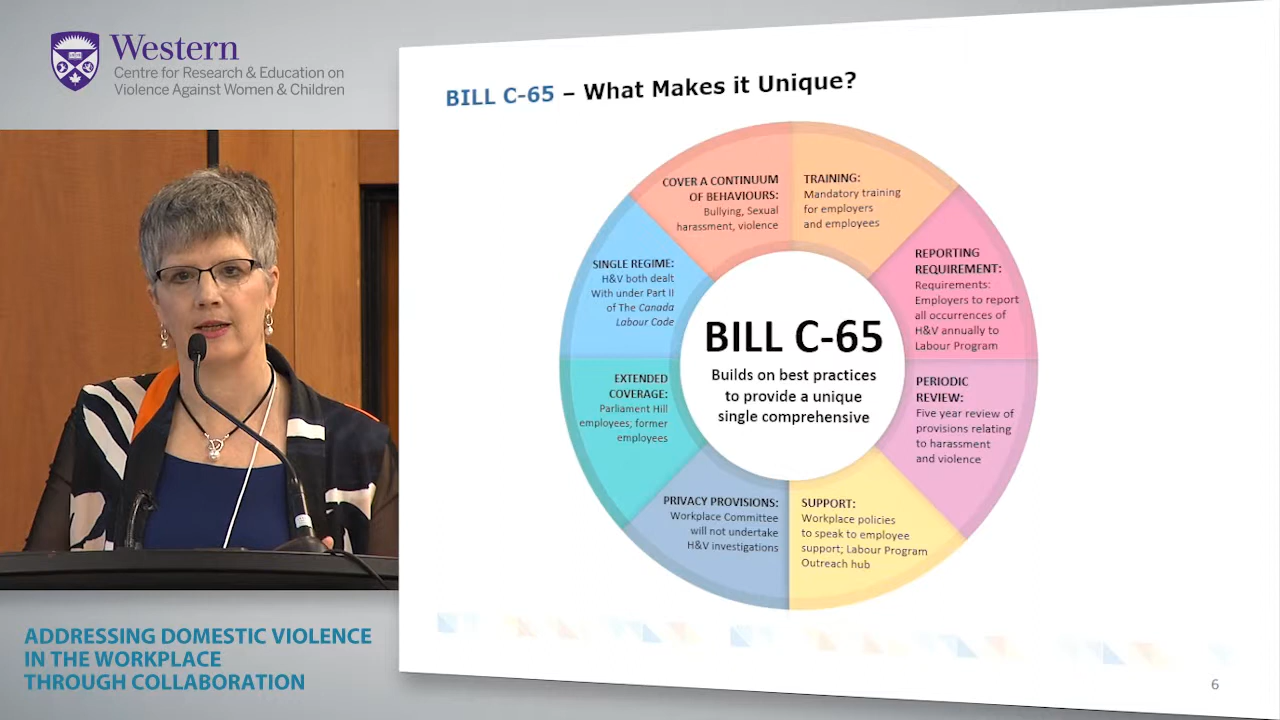 Western
Centre for Research & Education on
Violence Against Women & Children
BILL C-65 – What Makes it Unique?
COVER A CONTINUUM
OF BEHAVIOURS:
Bullying, Sexual
harassment, violence
TRAINING:
Mandatory training
for employers
and employees
REPORTING
REQUIREMENT:
Requirements:
Employers to report
all occurrences of
H&V annually to
Labour Program
PERIODIC
REVIEW:
Five year review of
provisions relating
to harassment
and violence
SUPPORT:
Workplace policies
to speak to employee
support; Labour Program
Outreach hub
PRIVACY PROVISIONS:
Workplace Committee
will not undertake
H&V investigations
EXTENDED
COVERAGE:
Parliament Hill
employees; former
employees
SINGLE REGIME:
H&V both dealt
With under Part II
of The Canada
Labour Code
BILL C-65
Builds on best practices
to provide a unique
single comprehensive
6
ADDRESSING DOMESTIC VIOLENCE
IN THE WORKPLACE
THROUGH COLLABORATION